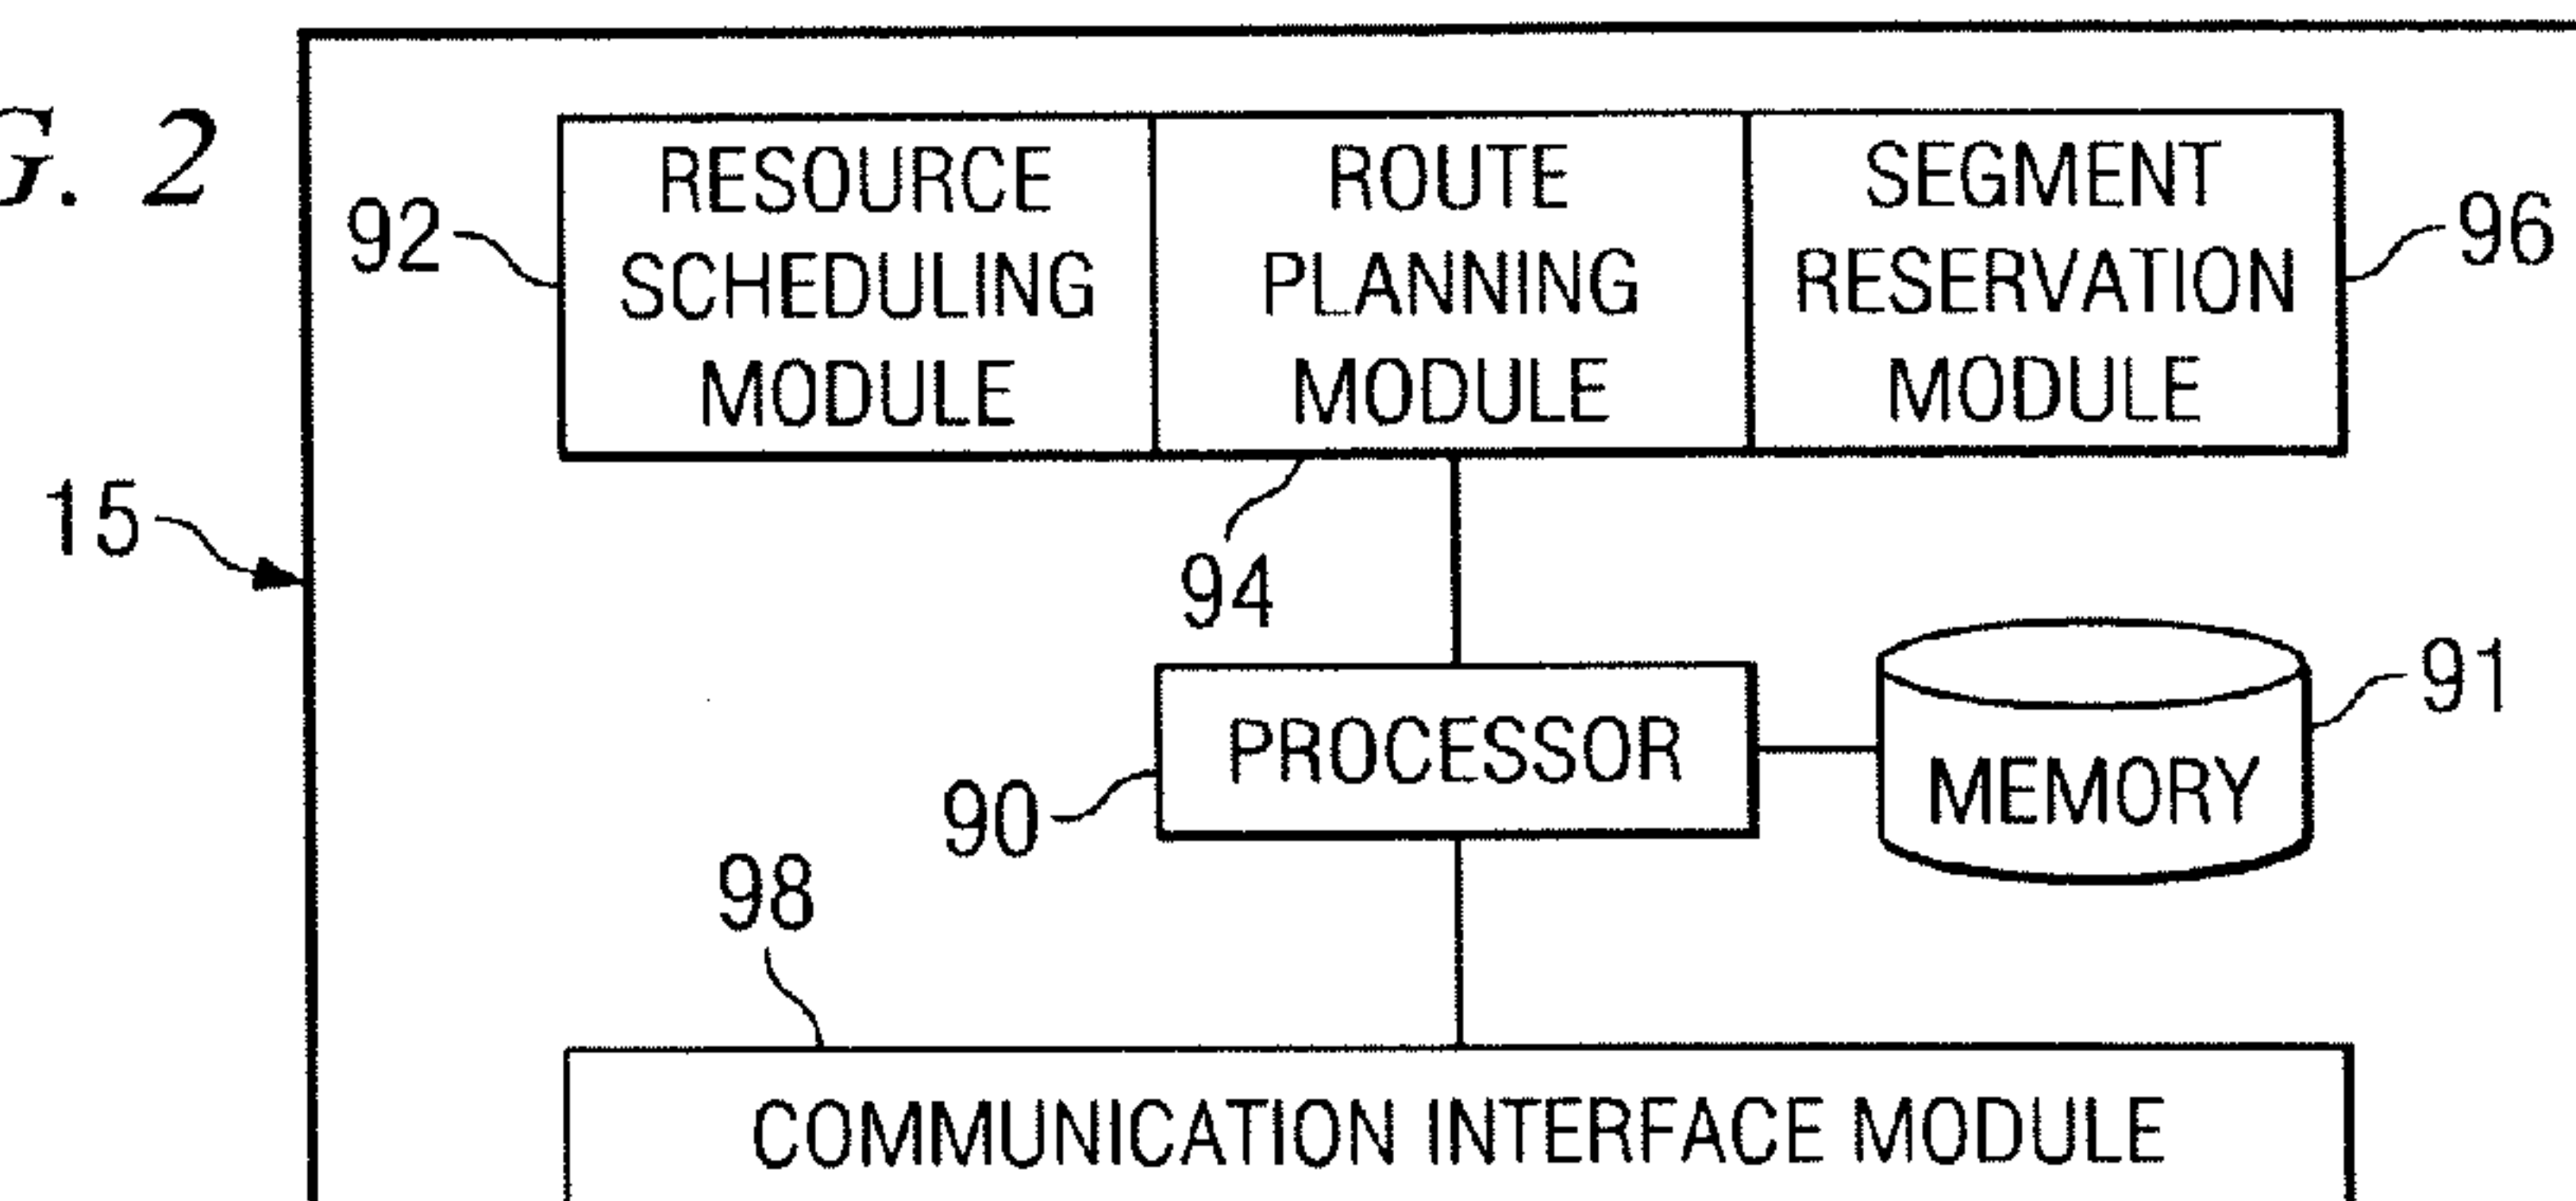 G. 2
RESOURCE
SCHEDULING
MODULE
ROUTE
PLANNING
MODULE
SEGMENT
RESERVATION
MODULE
92
96
15
94
PROCESSOR
90
MEMORY
91
98
COMMUNICATION INTERFACE MODULE